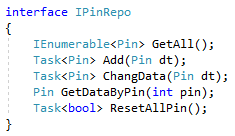 interface IPinRepo
{
IEnumerable<Pin> GetAll();
Task<Pin> Add(Pin dt);
Task<Pin> ChangData(Pin dt);
Pin GetDataByPin(int pin);
Task<bool> ResetAllPin();
}